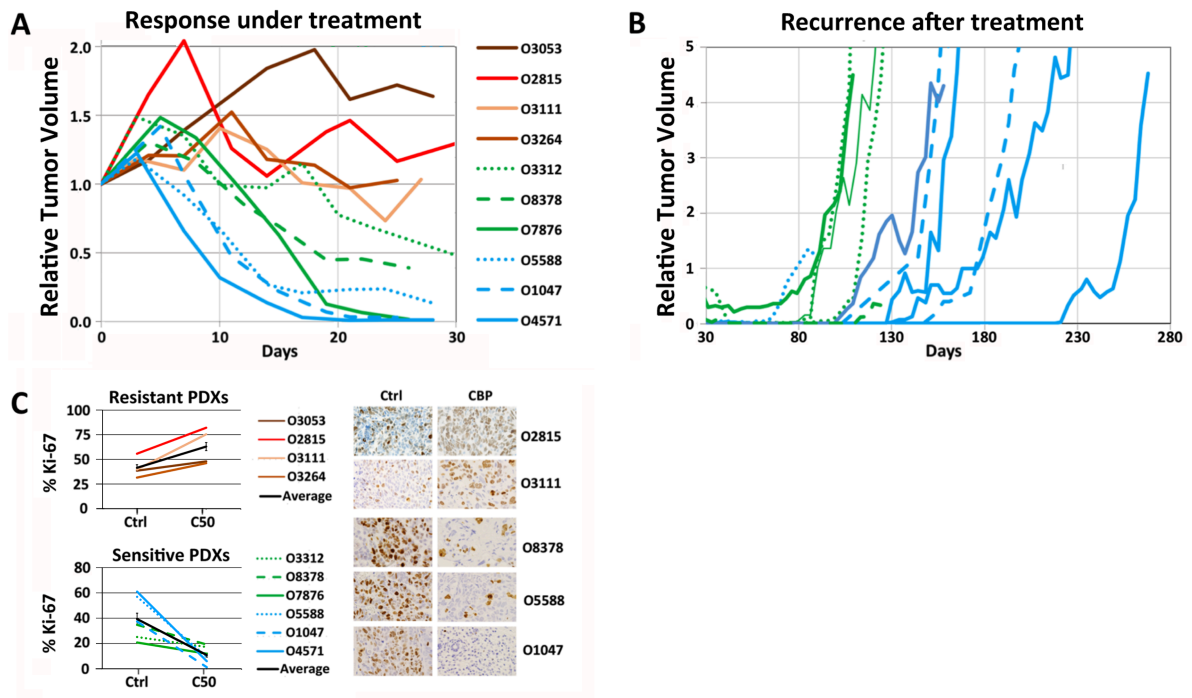 A
Response under treatment
Relative Tumor Volume
2.0
1.5
1.0
0.5
0.0
0 10 20 30
Days
O3053
O2815
O3111
O3264
O3312
O8378
O7876
O5588
O1047
O4571
B
Recurrence after treatment
Relative Tumor Volume
5
4
3
2
1
0
30 80 130 180 230 280
Days
C
Resistant PDXs
% Ki-67
100
75
50
25
0
Ctrl C50
O3053
O2815
O3111
O3264
Average
Sensitive PDXs
% Ki-67
80
60
40
20
0
Ctrl C50
O3312
O8378
O7876
O5588
O1047
O4571
Average
Ctrl CBP
O2815
O3111
O8378
O5588
O1047